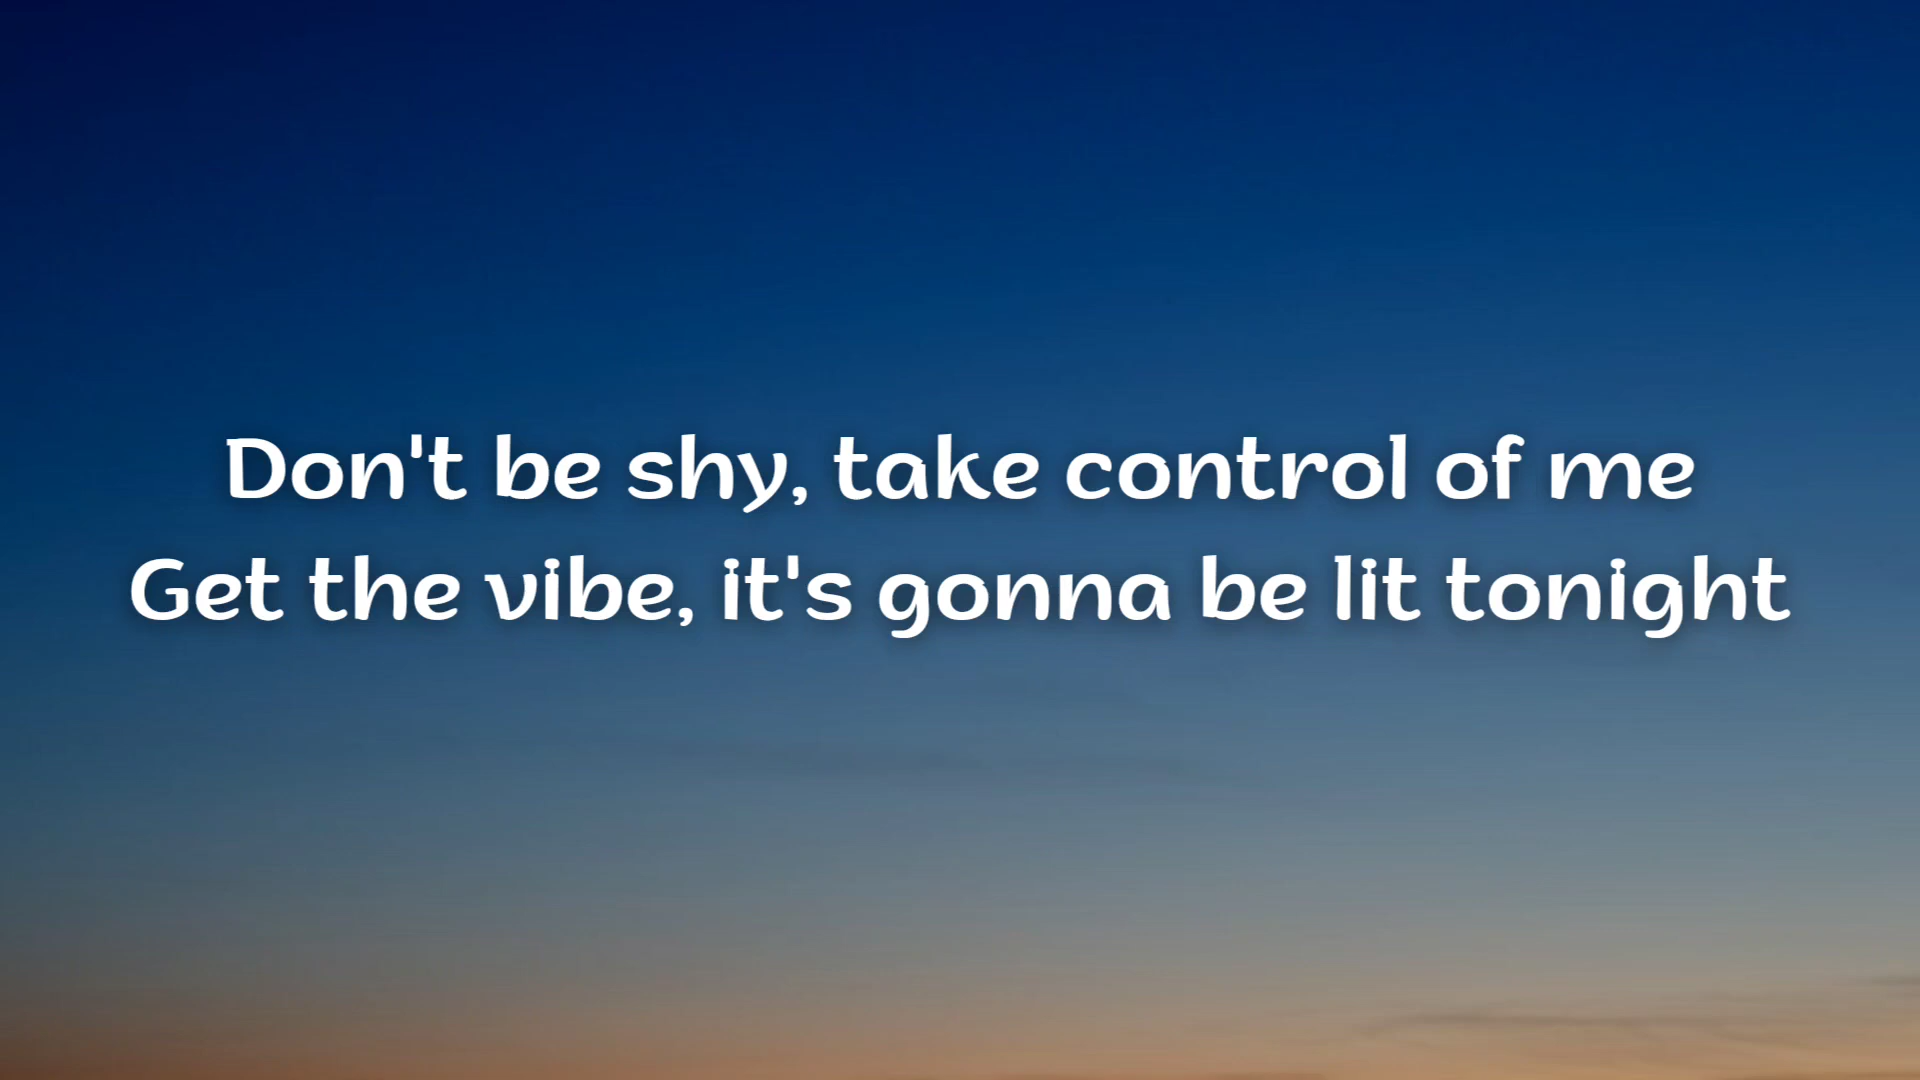 Don't be shy, take control of me
Get the vibe, it's gonna be lit tonight